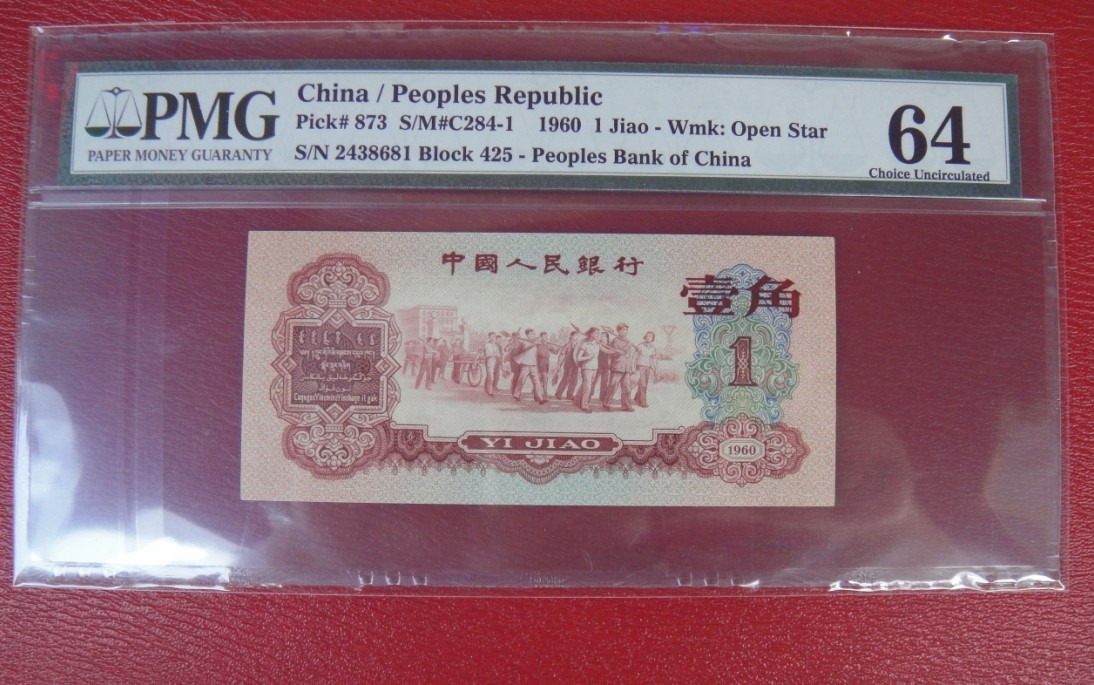 PMG
PAPER MONEY GUARANTY
China / Peoples Republic
Pick# 873 S/M#C284-1 1960 1 Jiao - Wmk: Open Star
S/N 2438681 Block 425 - Peoples Bank of China
64
Choice Uncirculated
中國人民銀行
壹角
1
YI JIAO
1960